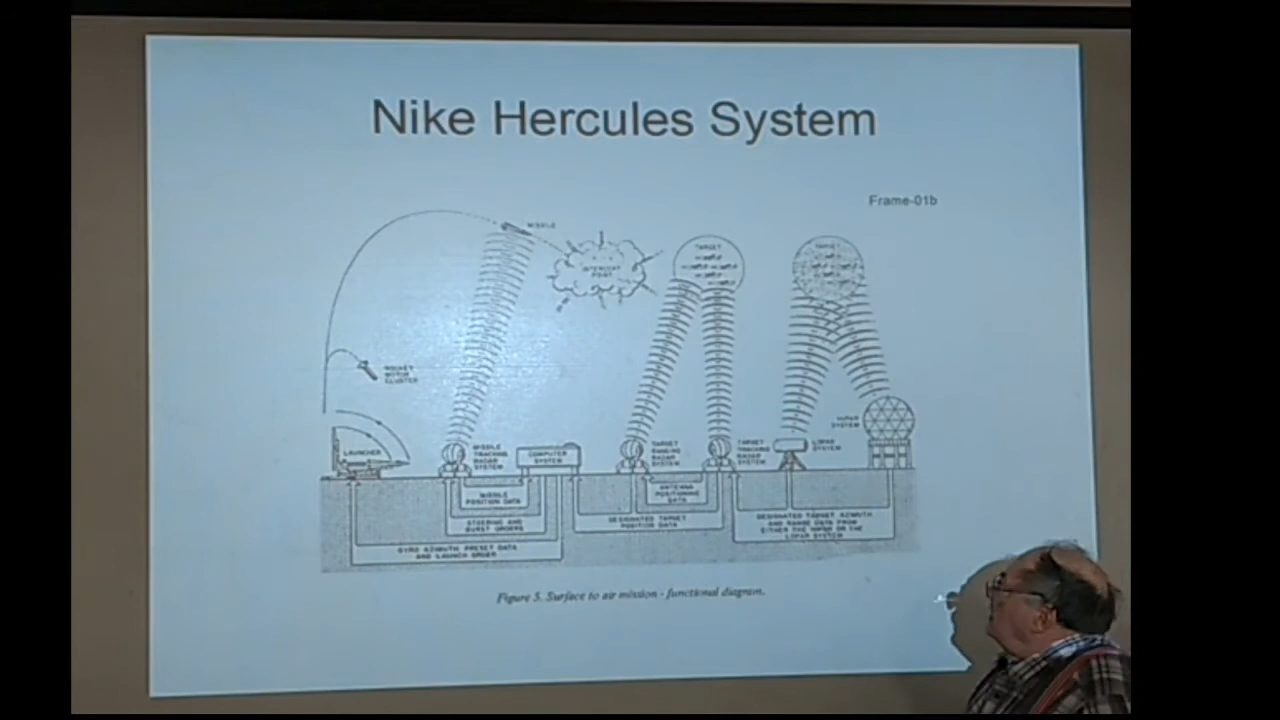 Nike Hercules System
Frame-01b
MISSILE
INTERCEPT
POINT
TARGET
TARGET
ROCKET
MOTOR
CLUSTER
LAUNCHER
MISSILE
TRACKING
RADAR
SYSTEM
COMPUTER
SYSTEM
TARGET
RANGING
RADAR
SYSTEM
TARGET
TRACKING
RADAR
SYSTEM
LOPAR
SYSTEM
HIPAR
SYSTEM
MISSILE
POSITION DATA
STEERING AND
BURST ORDERS
GYRO AZIMUTH PRESET DATA
AND LAUNCH ORDER
ANTENNA
POSITIONING
DATA
DESIGNATED TARGET
POSITION DATA
DESIGNATED TARGET AZIMUTH
AND RANGE DATA FROM
EITHER THE HIPAR OR THE
LOPAR SYSTEM
Figure 5. Surface to air mission - functional diagram.